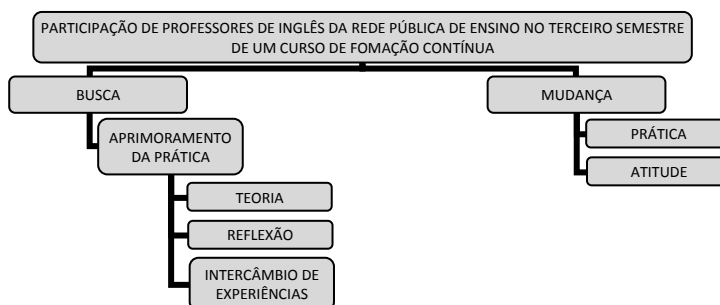 PARTICIPAÇÃO DE PROFESSORES DE INGLÊS DA REDE PÚBLICA DE ENSINO NO TERCEIRO SEMESTRE
DE UM CURSO DE FOMAÇÃO CONTÍNUA
BUSCA
MUDANÇA
APRIMORAMENTO
DA PRÁTICA
PRÁTICA
ATITUDE
TEORIA
REFLEXÃO
INTERCÂMBIO DE
EXPERIÊNCIAS